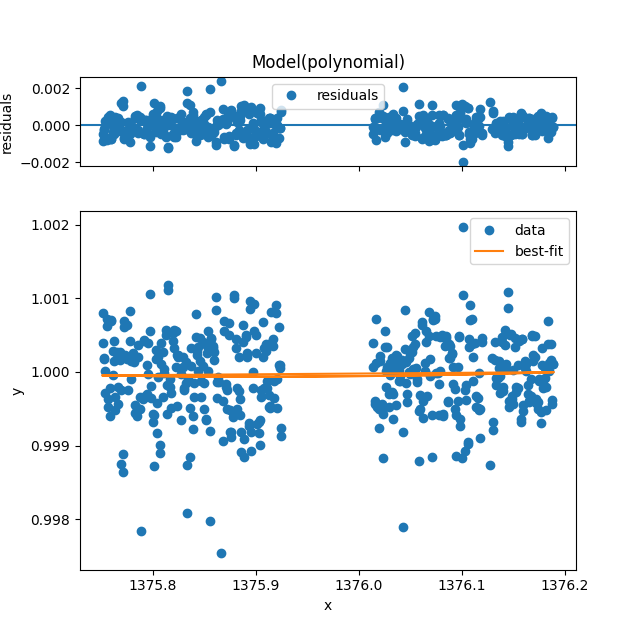 Model(polynomial)
residuals
0.002
0.000
−0.002
residuals
y
1.002
1.001
1.000
0.999
0.998
data
best-fit
1375.8 1375.9 1376.0 1376.1 1376.2
x